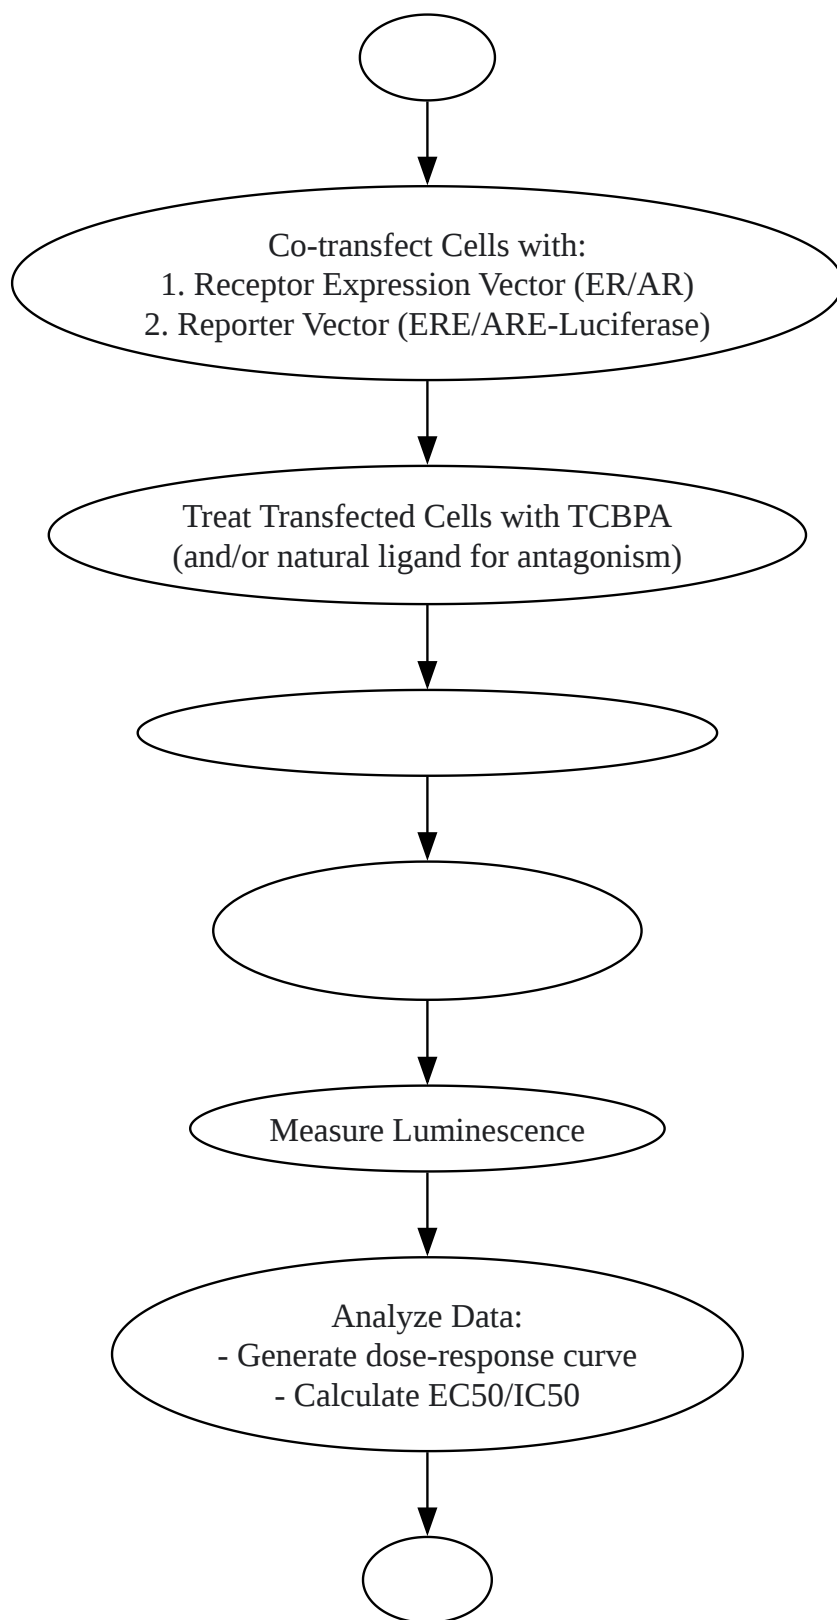 Co-transfect Cells with:
1. Receptor Expression Vector (ER/AR)
2. Reporter Vector (ERE/ARE-Luciferase)
Treat Transfected Cells with TCBPA
(and/or natural ligand for antagonism)
Measure Luminescence
Analyze Data:
- Generate dose-response curve
- Calculate EC50/IC50